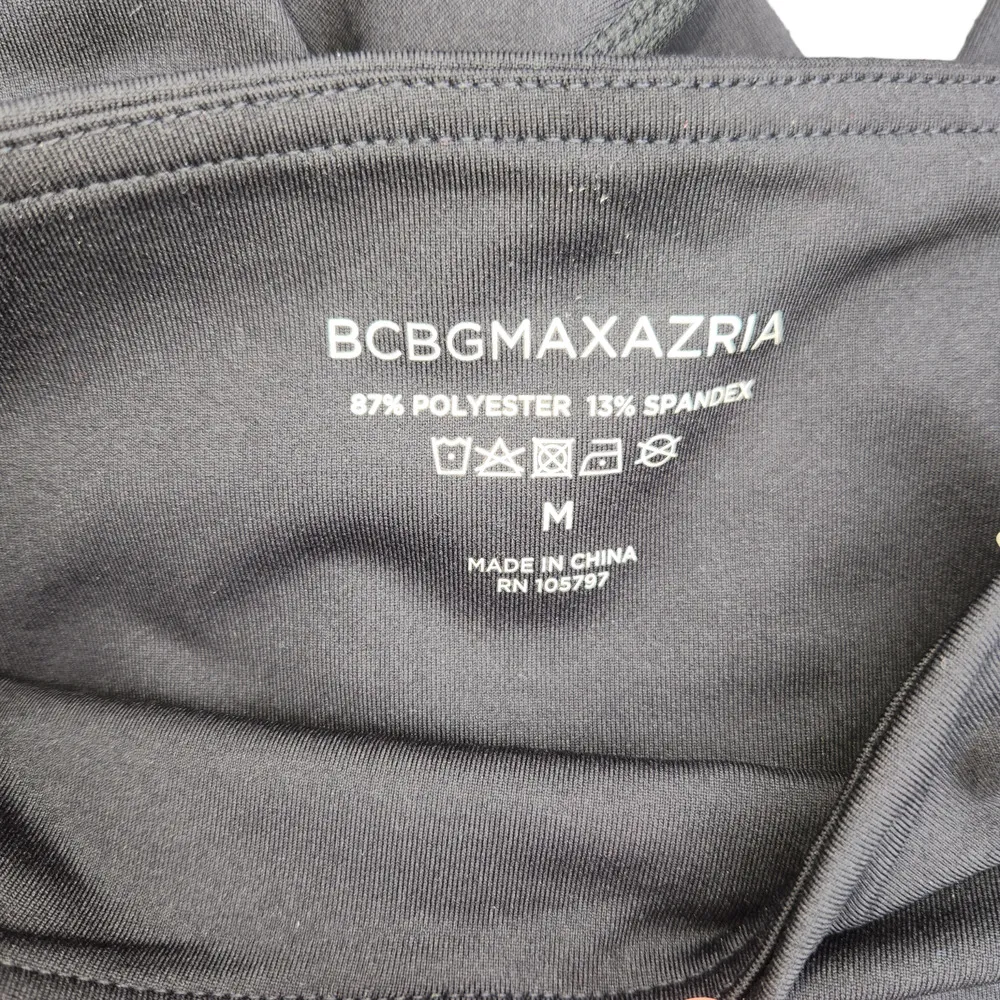 BCBGMAXAZRIA
87% POLYESTER 13% SPANDEX
M
MADE IN CHINA
RN 105797